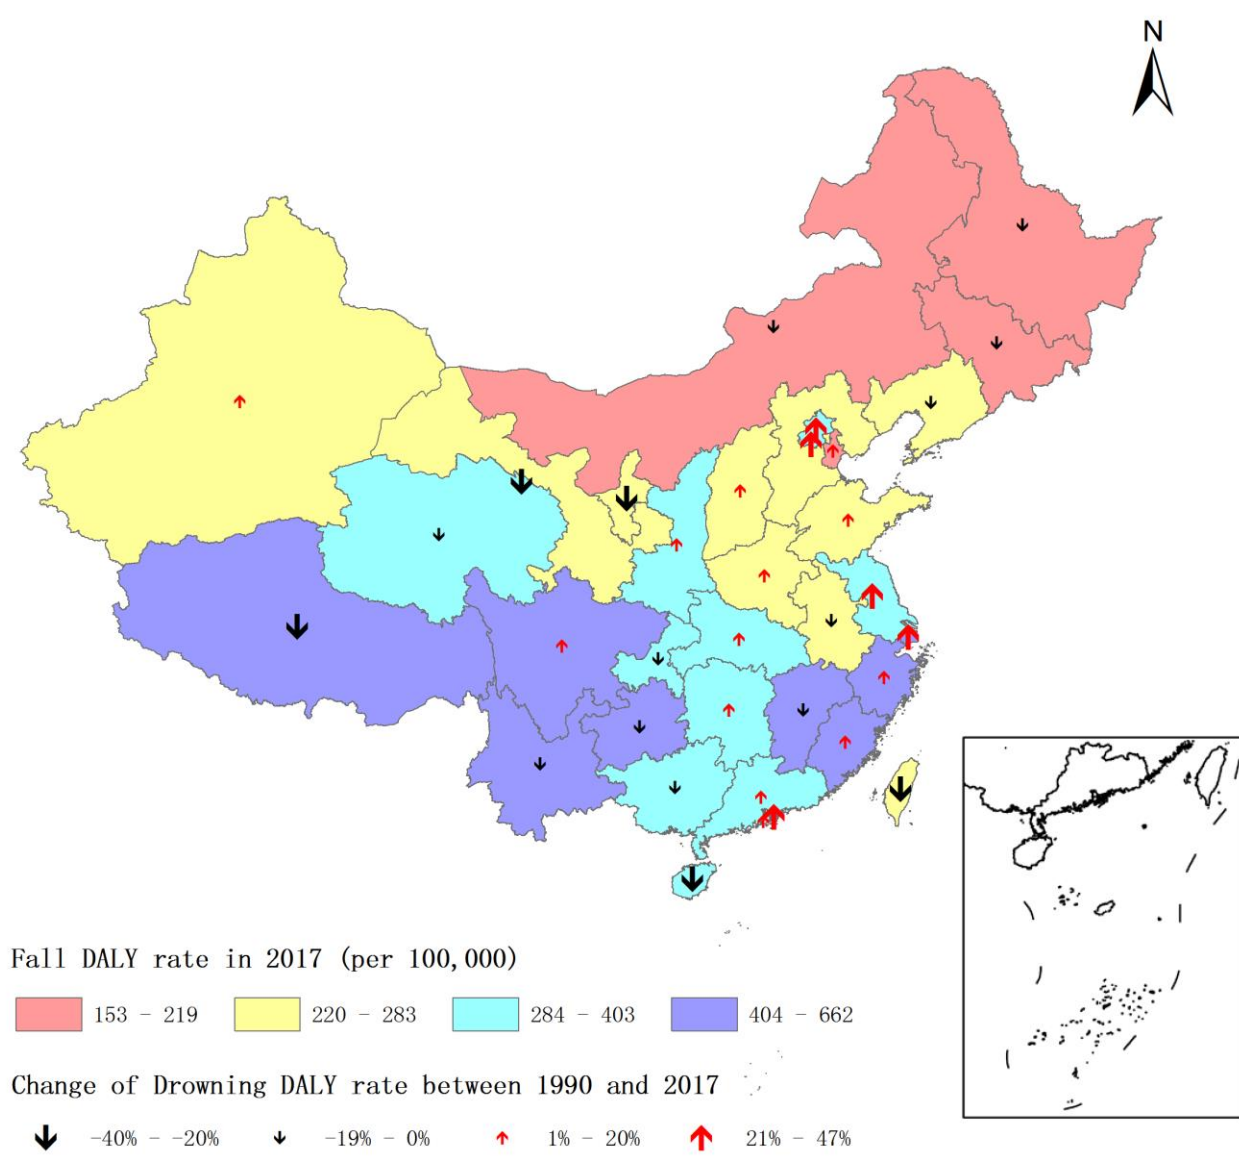 N
Fall DALY rate in 2017 (per 100,000)
153 - 219 220 - 283 284 - 403 404 - 662
Change of Drowning DALY rate between 1990 and 2017
-40% - -20% -19% - 0% 1% - 20% 21% - 47%